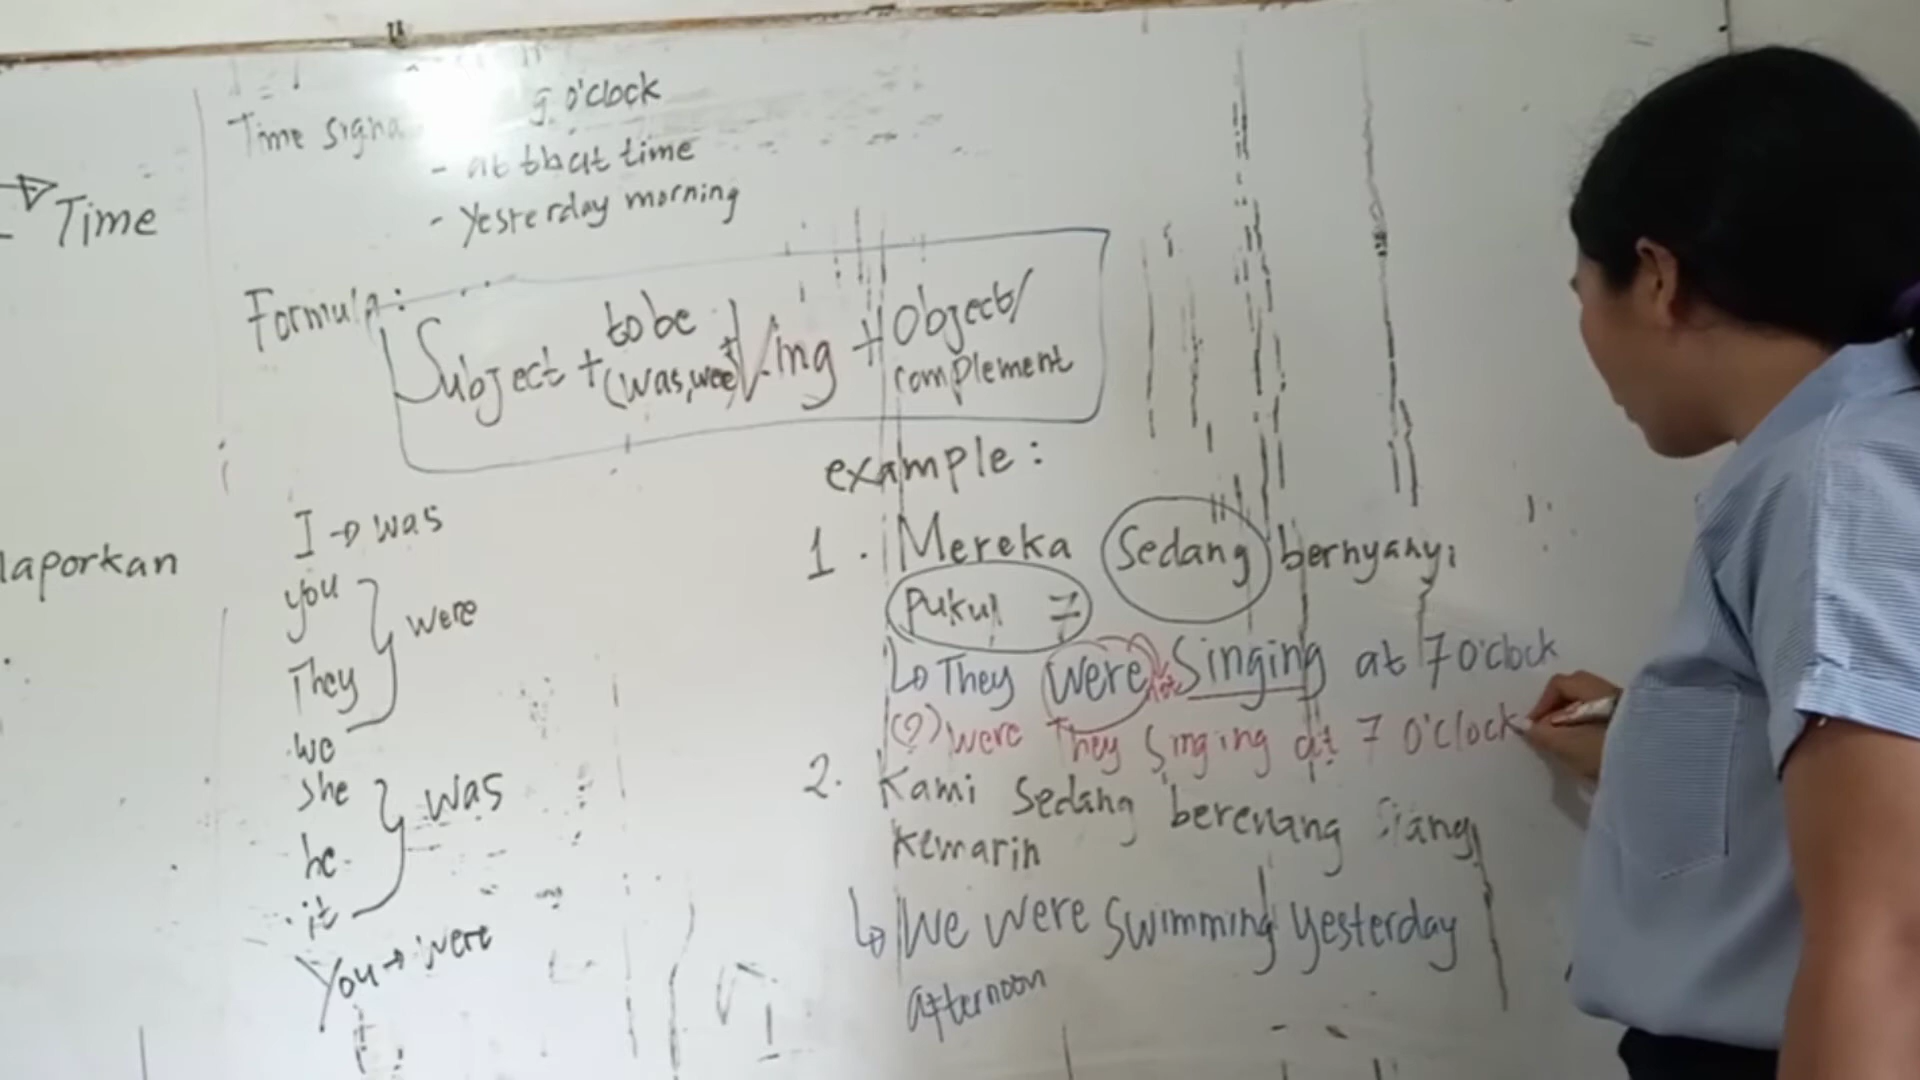 Time
laporkan
Time signa
9 o'clock
- at that time
- yesterday morning
Formula:
Subject + to be (was, were) + V-ing + Object/ complement
I → was
you
They
we
were
she
he
it
was
You → were
example:
1. Mereka Sedang bernyanyi
pukul 7
↳ They were not Singing at 7 o'clock
(?) were They Singing at 7 o'clock
2. Kami Sedang berenang siang
kemarin
↳ We were swimming yesterday
afternoon